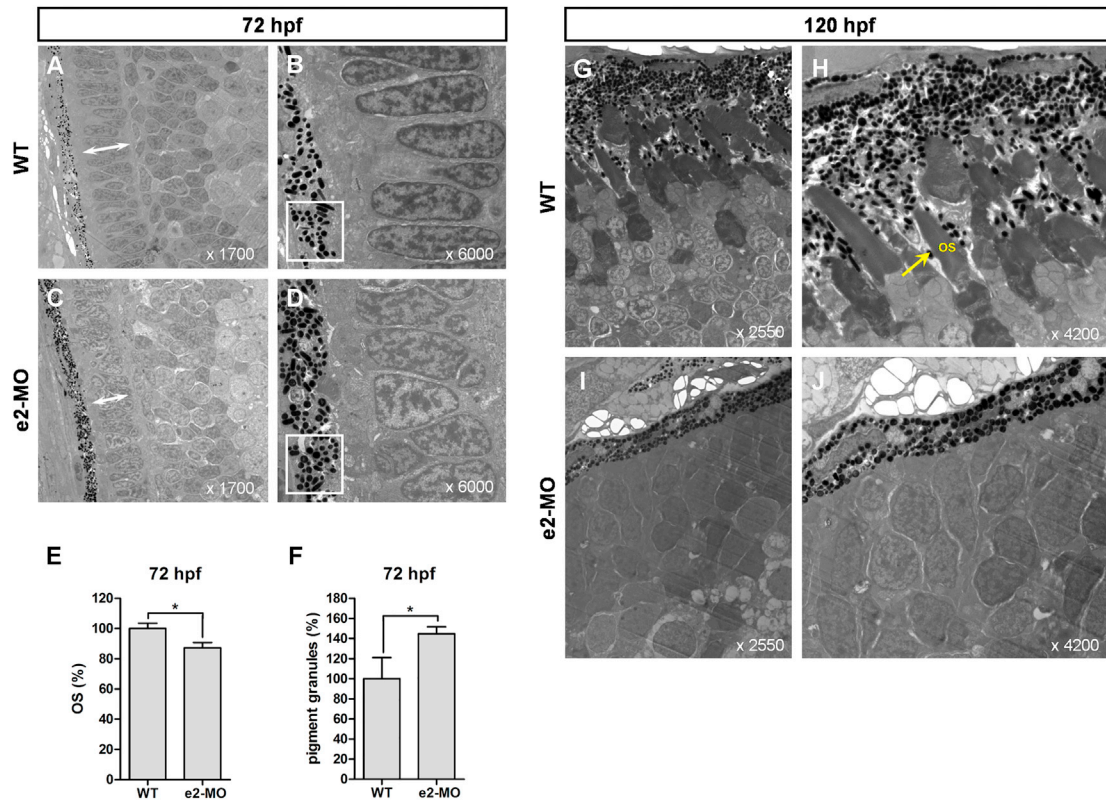 72 hpf
120 hpf
WT
A
x 1700
B
x 6000
e2-MO
C
x 1700
D
x 6000
WT
G
x 2550
H
os
x 4200
e2-MO
I
x 2550
J
x 4200
E
72 hpf
OS (%)
120
100
80
60
40
20
0
*
WT
e2-MO
F
72 hpf
pigment granules (%)
180
160
140
120
100
80
60
40
20
0
*
WT
e2-MO